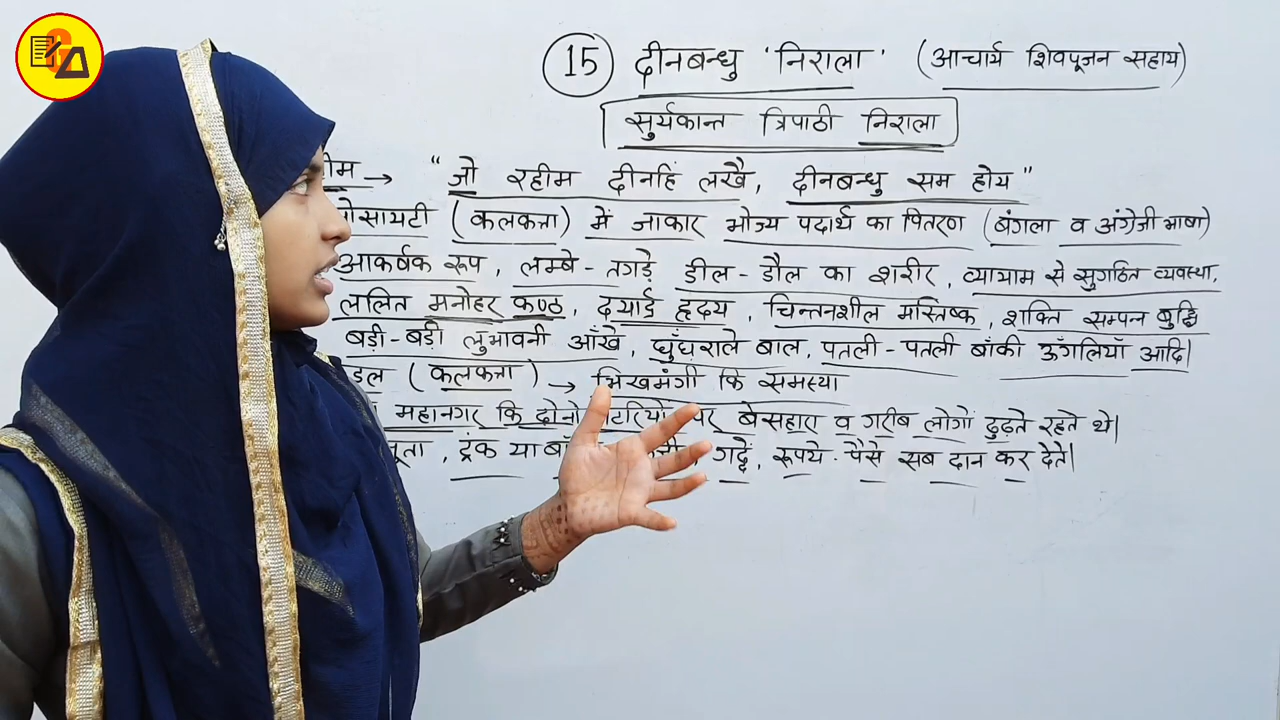 15 दीनबन्धु 'निराला' (आचार्य शिवपूजन सहाय)
सुर्यकान्त त्रिपाठी निराला
→ "जो रहीम दीनहिं लखै, दीनबन्धु सम होय"
(कलकत्ता) में जाकार भोज्य पदार्थ का वितरण (बंगला व अंग्रेजी भाषा)
आकर्षक रूप, लम्बे-तगड़े डील-डौल का शरीर, व्यायाम से सुगठित व्यवस्था,
ललित मनोहर कण्ठ, दयार्द्र हृदय, चिन्तनशील मस्तिष्क, शक्ति सम्पन्न बुद्धि
बड़ी-बड़ी लुभावनी आँखे, घुँघराले बाल, पतली-पतली बाँकी ऊँगलियाँ आदि।
(कलकत्ता) → भिखमंगी कि समस्या
महानगर कि दोनो पर बेसहारा व गरीब लोगों ढुढ़ते रहते थे।
ट्रंक या गद्दे, रूपये-पैसे सब दान कर देते।